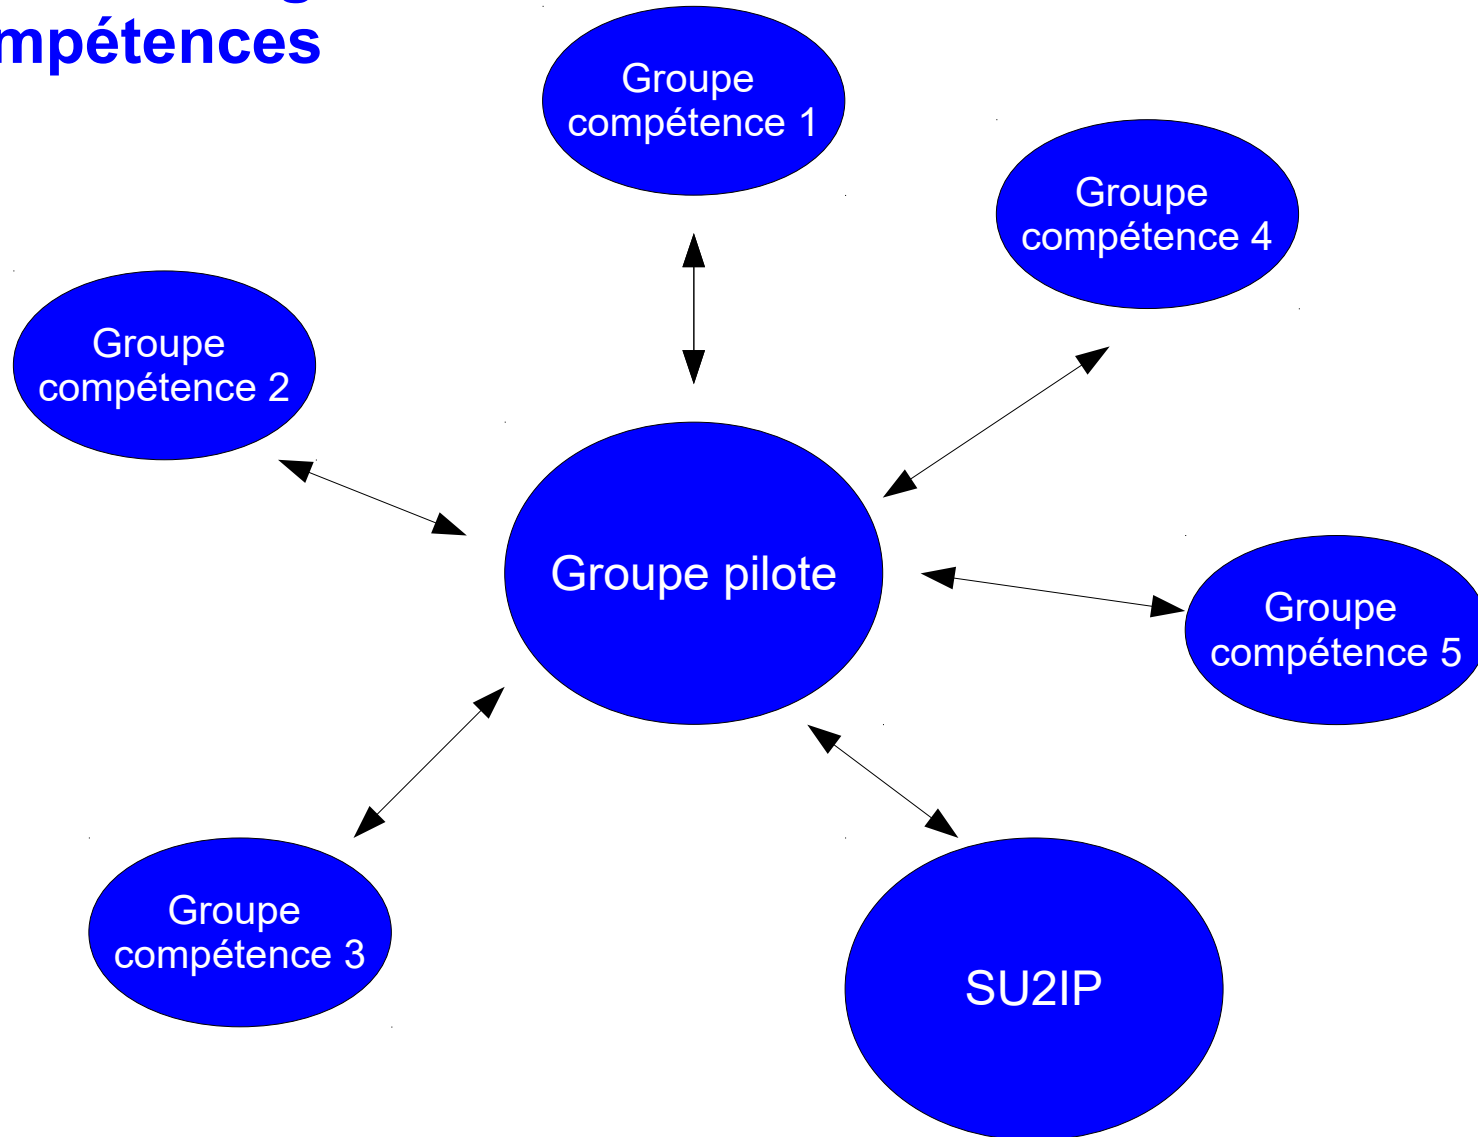 mpétences
Groupe
compétence 1
Groupe
compétence 4
Groupe
compétence 2
Groupe pilote
Groupe
compétence 5
Groupe
compétence 3
SU2IP